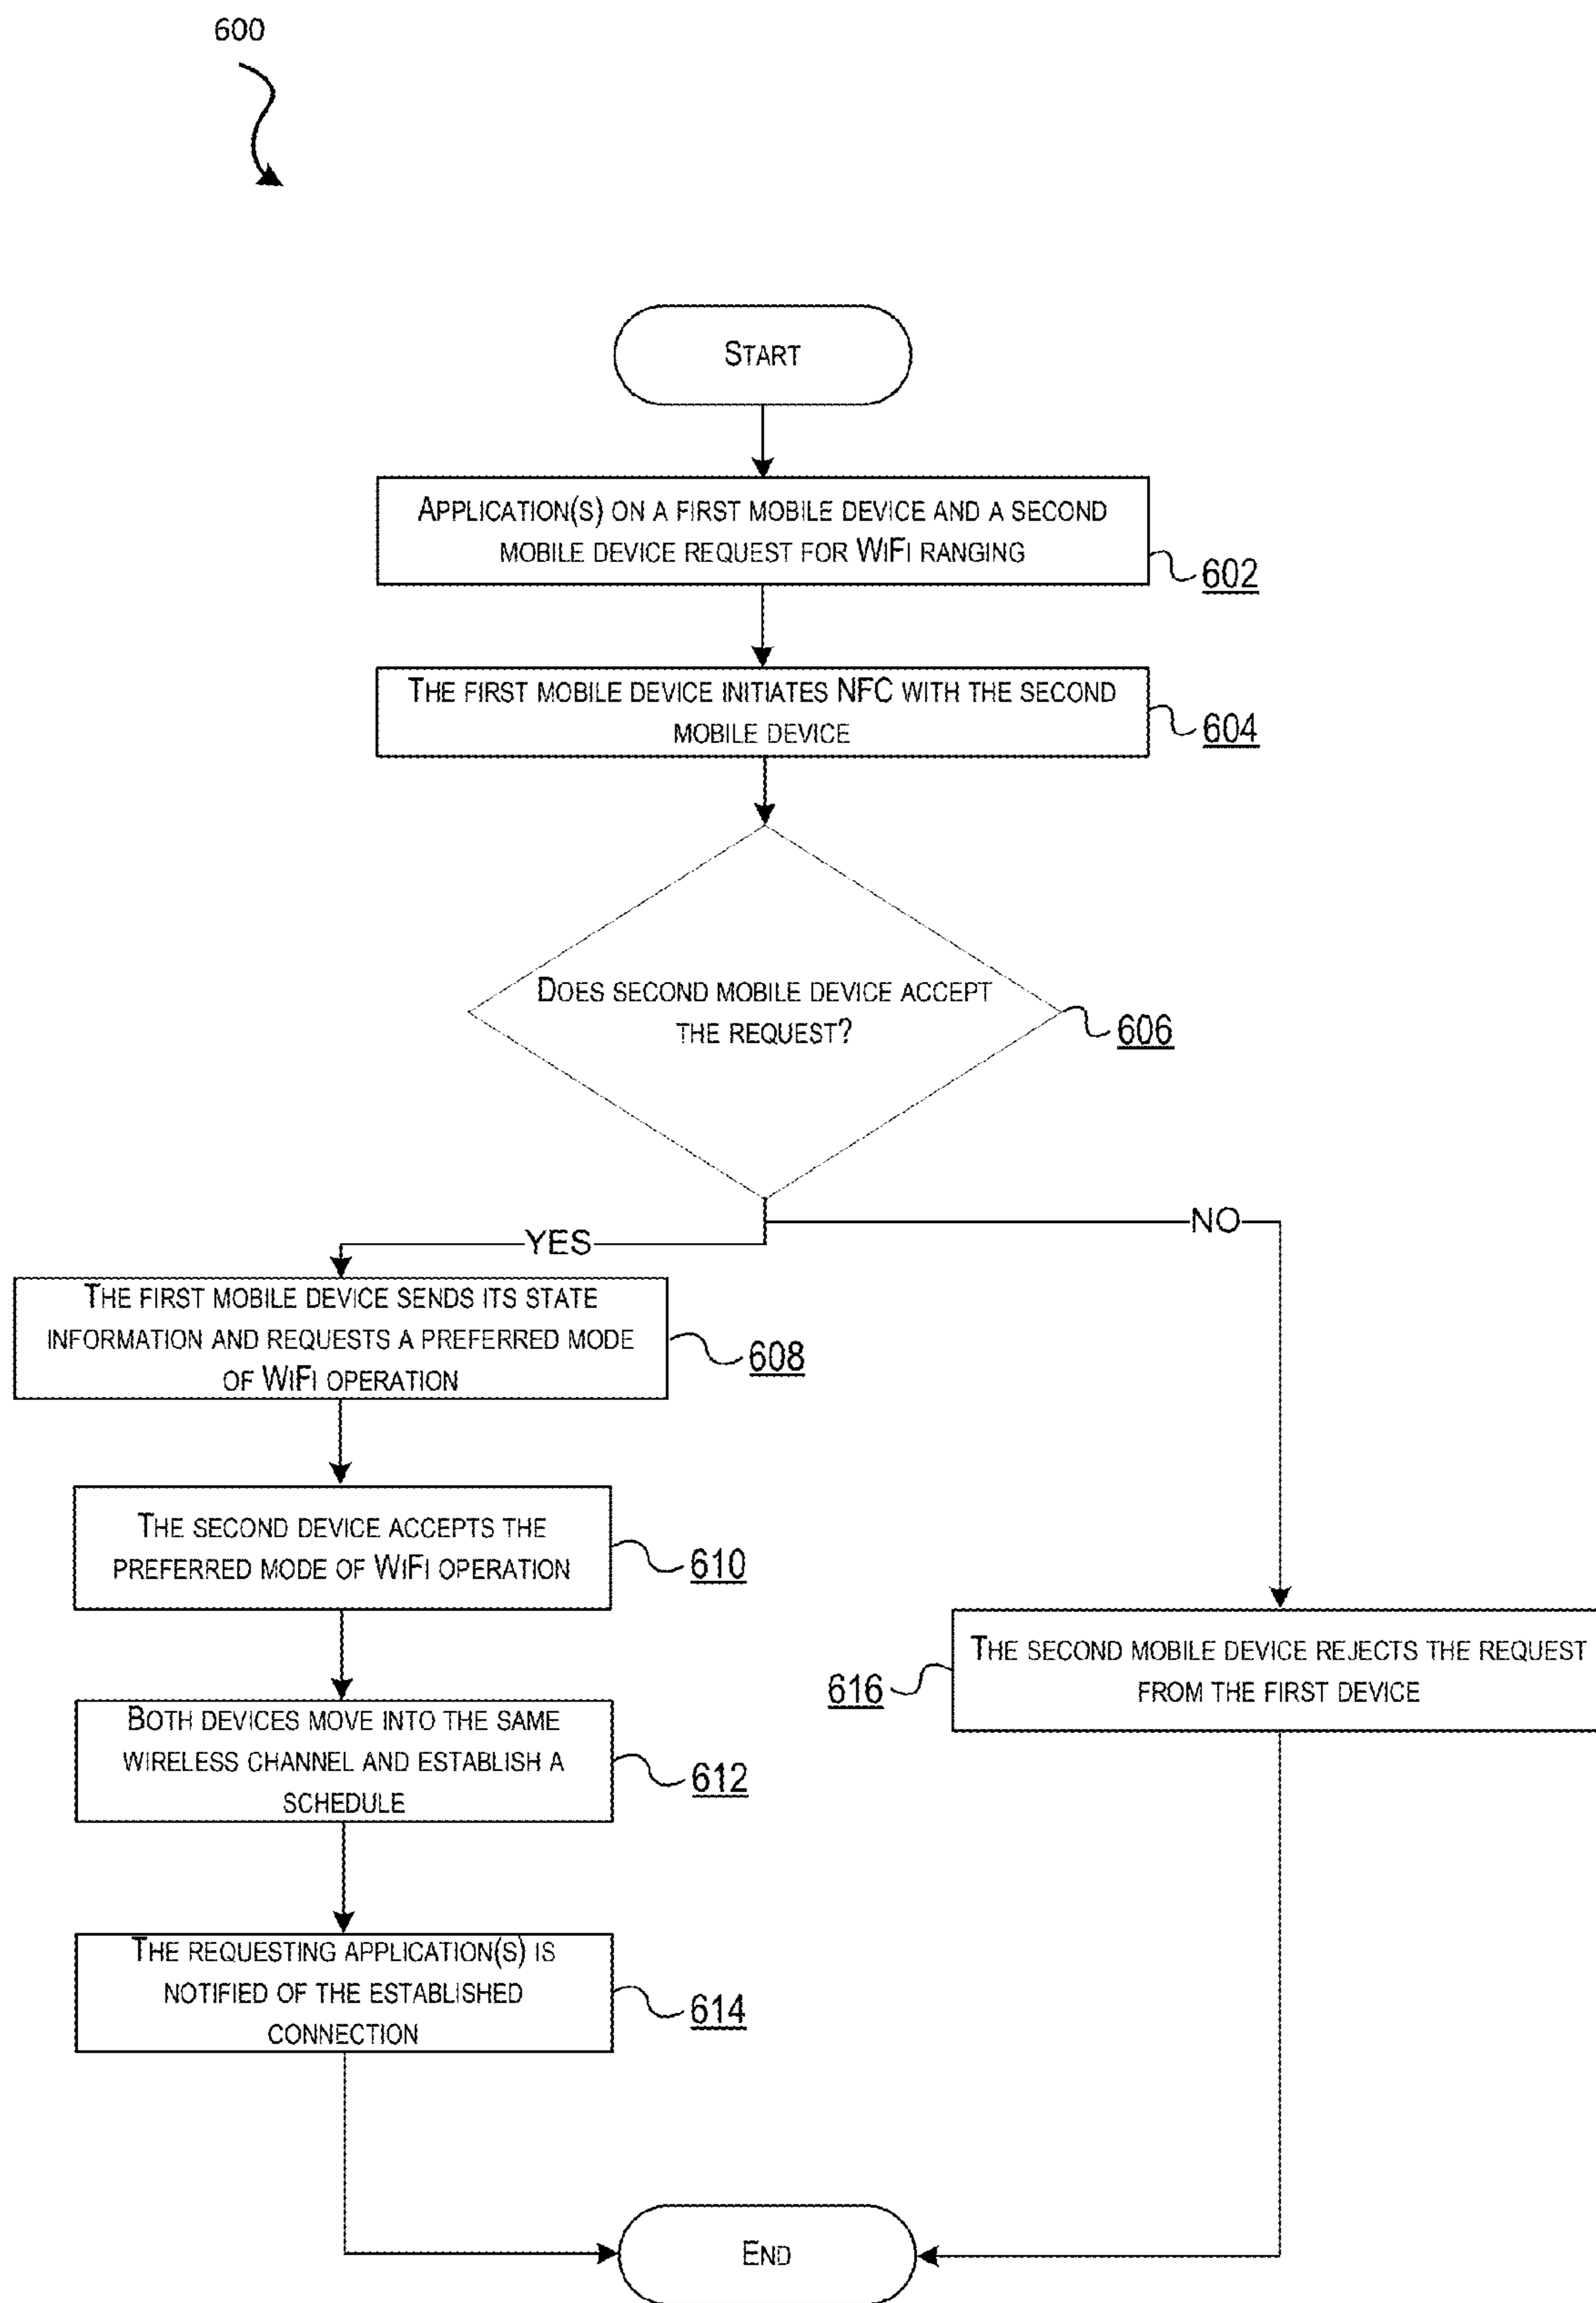 600
START
APPLICATION(S) ON A FIRST MOBILE DEVICE AND A SECOND
MOBILE DEVICE REQUEST FOR WIFI RANGING
602
THE FIRST MOBILE DEVICE INITIATES NFC WITH THE SECOND
MOBILE DEVICE
604
DOES SECOND MOBILE DEVICE ACCEPT
THE REQUEST?
606
YES
NO
THE FIRST MOBILE DEVICE SENDS ITS STATE
INFORMATION AND REQUESTS A PREFERRED MODE
OF WIFI OPERATION
608
THE SECOND DEVICE ACCEPTS THE
PREFERRED MODE OF WIFI OPERATION
610
BOTH DEVICES MOVE INTO THE SAME
WIRELESS CHANNEL AND ESTABLISH A
SCHEDULE
612
THE REQUESTING APPLICATION(S) IS
NOTIFIED OF THE ESTABLISHED
CONNECTION
614
THE SECOND MOBILE DEVICE REJECTS THE REQUEST
FROM THE FIRST DEVICE
616
END